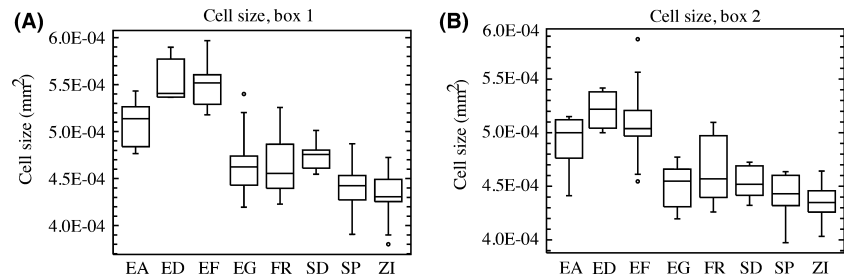 (A)
Cell size, box 1
Cell size (mm²)
6.0E-04
5.5E-04
5.0E-04
4.5E-04
4.0E-04
EA ED EF EG FR SD SP ZI
(B)
Cell size, box 2
Cell size (mm²)
6.0E-04
5.5E-04
5.0E-04
4.5E-04
4.0E-04
EA ED EF EG FR SD SP ZI